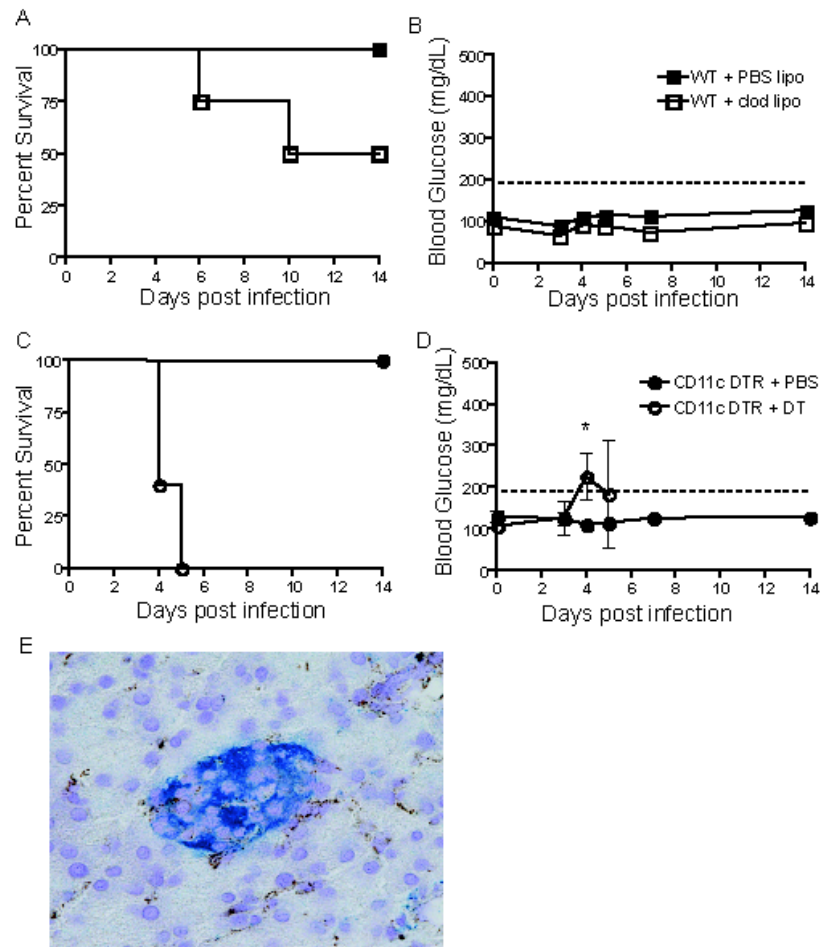 A
Percent Survival
100
75
50
25
0
0 2 4 6 8 10 12 14
Days post infection
B
Blood Glucose (mg/dL)
500
400
300
200
100
0
WT + PBS lipo
WT + clod lipo
0 2 4 6 8 10 12 14
Days post infection
C
Percent Survival
100
75
50
25
0
0 2 4 6 8 10 12 14
Days post infection
D
Blood Glucose (mg/dL)
500
400
300
200
100
0
CD11c DTR + PBS
CD11c DTR + DT
*
0 2 4 6 8 10 12 14
Days post infection
E